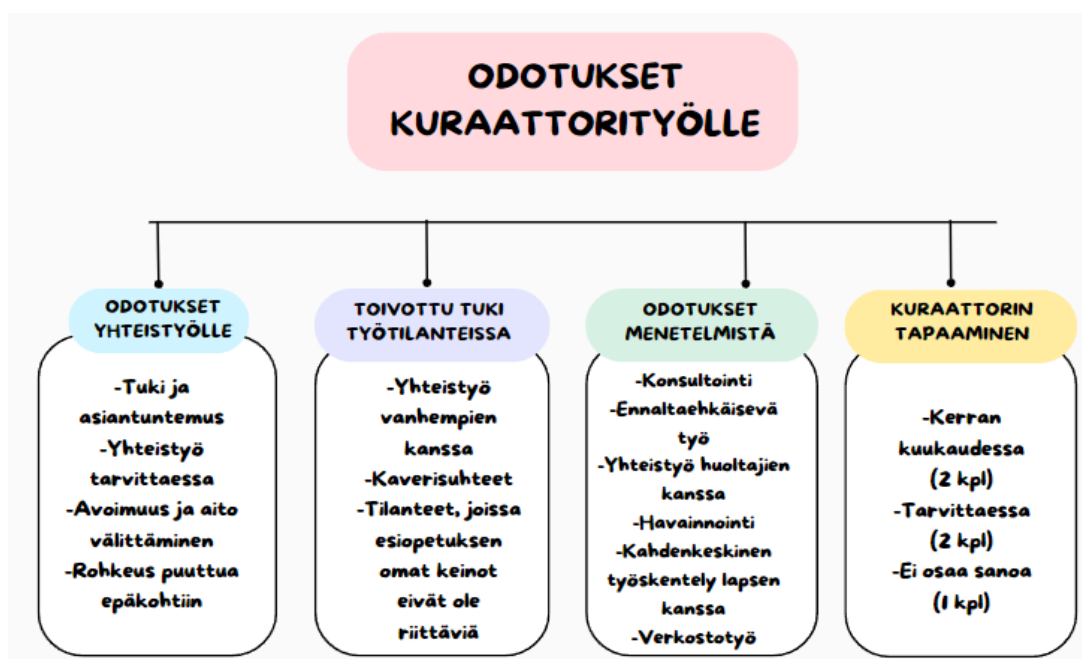 ODOTUKSET
KURAATTORITYÖLLE
ODOTUKSET
YHTEISTYÖLLE
-Tuki ja
asiantuntemus
-Yhteistyö
tarvittaessa
-Avoimuus ja aito
välittäminen
-Rohkeus puuttua
epäkohtiin
TOIVOTTU TUKI
TYÖTILANTEISSA
-Yhteistyö
vanhempien
kanssa
-Kaverisuhteet
-Tilanteet, joissa
esiopetuksen
omat keinot
eivät ole
riittäviä
ODOTUKSET
MENETELMISTÄ
-Konsultointi
-Ennaltaehkäisevä
työ
-Yhteistyö huoltajien
kanssa
-Havainnointi
-Kahdenkeskinen
työskentely lapsen
kanssa
-Verkostotyö
KURAATTORIN
TAPAAMINEN
-Kerran
kuukaudessa
(2 kpl)
-Tarvittaessa
(2 kpl)
-Ei osaa sanoa
(1 kpl)